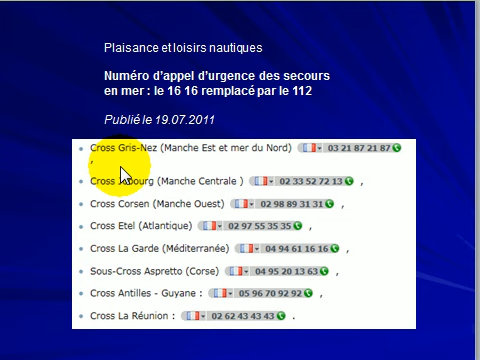 Plaisance et loisirs nautiques
Numéro d'appel d'urgence des secours
en mer : le 16 16 remplacé par le 112
Publié le 19.07.2011
Cross Gris-Nez (Manche Est et mer du Nord) 03 21 87 21 87
,
Cross (Manche Centrale ) 02 33 52 72 13 ,
Cross Corsen (Manche Ouest) 02 98 89 31 31 ,
Cross Etel (Atlantique) 02 97 55 35 35 ,
Cross La Garde (Méditerranée) 04 94 61 16 16 ,
Sous-Cross Aspretto (Corse) 04 95 20 13 63 ,
Cross Antilles - Guyane : 05 96 70 92 92 ,
Cross La Réunion : 02 62 43 43 43 .